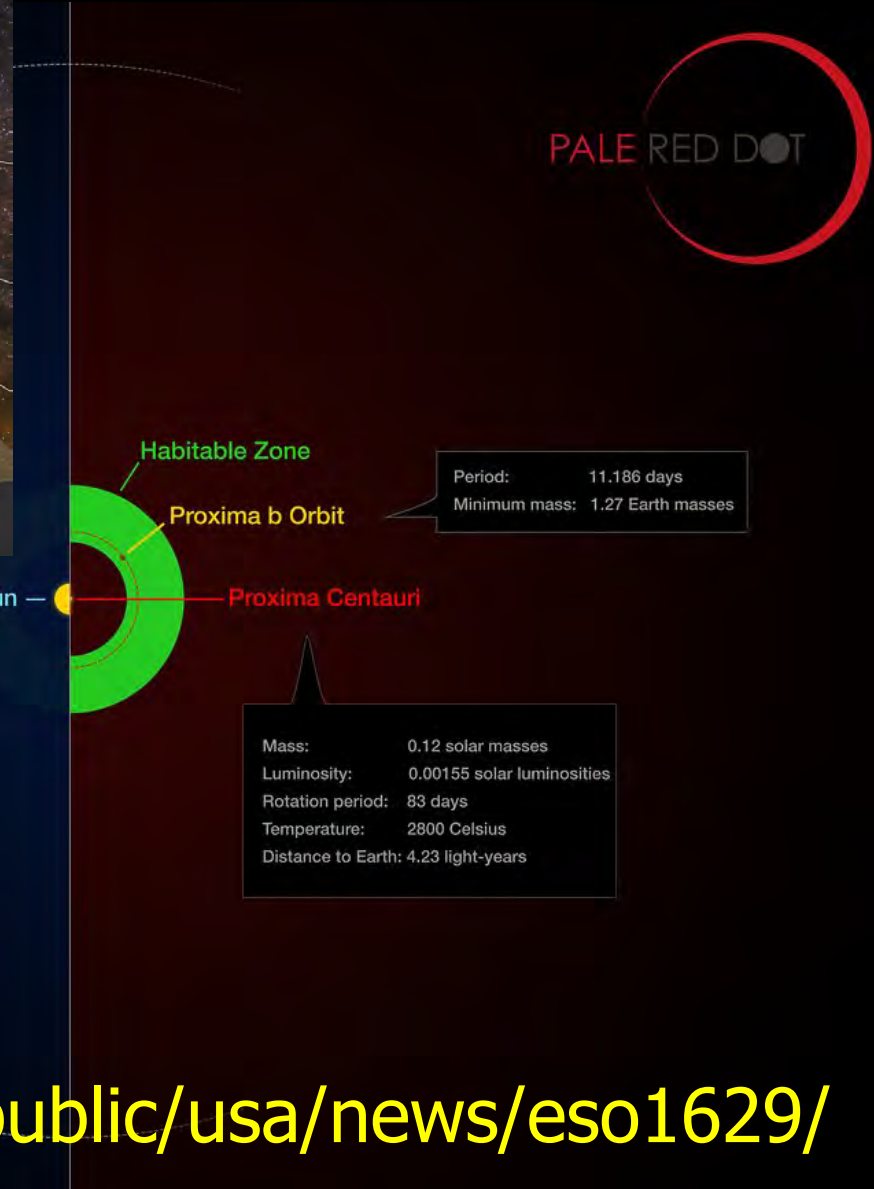 PALE RED DOT
Habitable Zone
Period: 11.186 days
Minimum mass: 1.27 Earth masses
Proxima b Orbit
un
Proxima Centauri
Mass: 0.12 solar masses
Luminosity: 0.00155 solar luminosities
Rotation period: 83 days
Temperature: 2800 Celsius
Distance to Earth: 4.23 light-years
public/usa/news/eso1629/